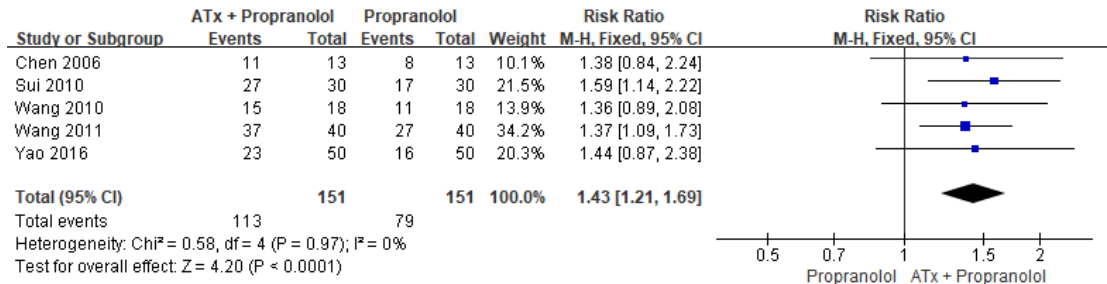 ATx + Propranolol Propranolol Risk Ratio Risk Ratio
Study or Subgroup Events Total Events Total Weight M-H, Fixed, 95% CI M-H, Fixed, 95% CI
Chen 2006 11 13 8 13 10.1% 1.38 [0.84, 2.24]
Sui 2010 27 30 17 30 21.5% 1.59 [1.14, 2.22]
Wang 2010 15 18 11 18 13.9% 1.36 [0.89, 2.08]
Wang 2011 37 40 27 40 34.2% 1.37 [1.09, 1.73]
Yao 2016 23 50 16 50 20.3% 1.44 [0.87, 2.38]
Total (95% CI) 151 151 100.0% 1.43 [1.21, 1.69]
Total events 113 79
Heterogeneity: Chi² = 0.58, df = 4 (P = 0.97); I² = 0%
Test for overall effect: Z = 4.20 (P < 0.0001)
0.5 0.7 1 1.5 2
Propranolol ATx + Propranolol